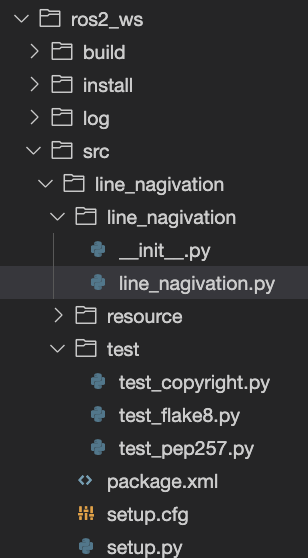 ros2_ws
build
install
log
src
line_nagivation
line_nagivation
__init__.py
line_nagivation.py
resource
test
test_copyright.py
test_flake8.py
test_pep257.py
package.xml
setup.cfg
setup.py